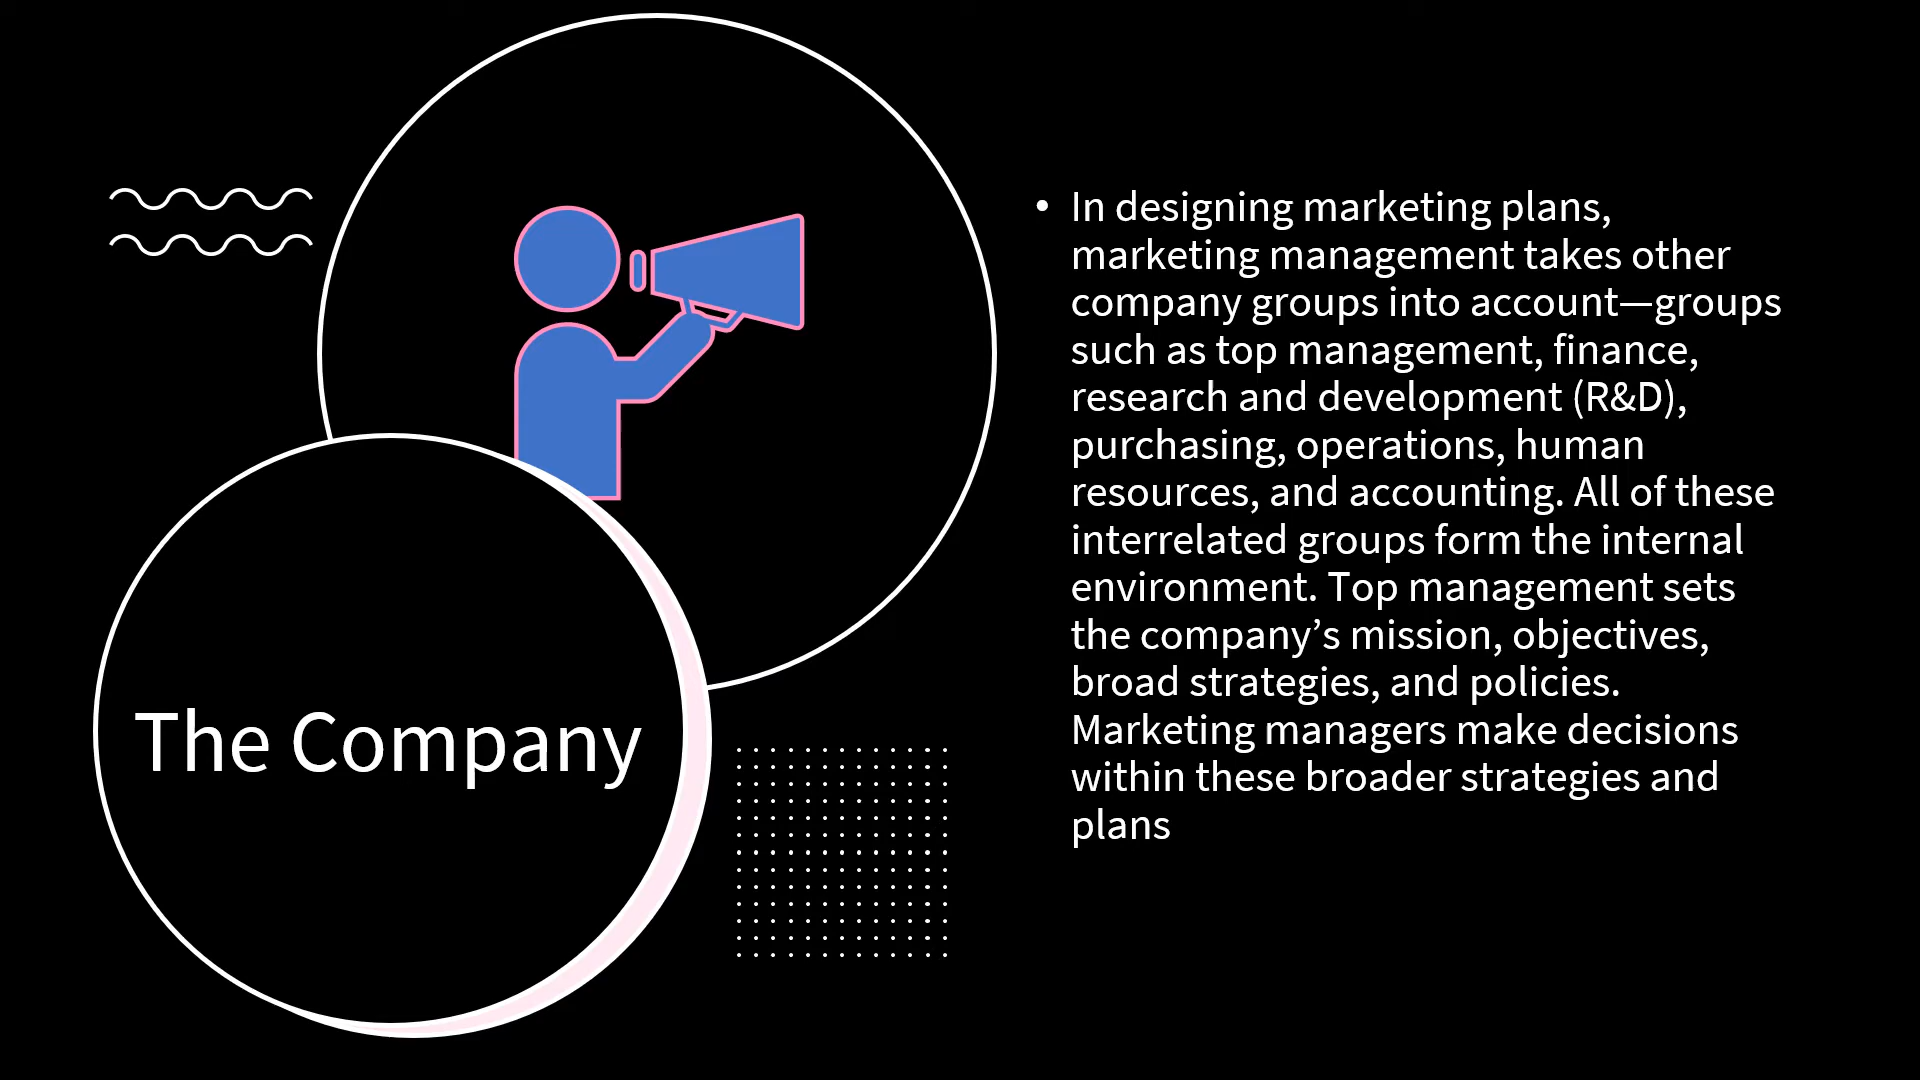 The Company
• In designing marketing plans,
marketing management takes other
company groups into account—groups
such as top management, finance,
research and development (R&D),
purchasing, operations, human
resources, and accounting. All of these
interrelated groups form the internal
environment. Top management sets
the company’s mission, objectives,
broad strategies, and policies.
Marketing managers make decisions
within these broader strategies and
plans